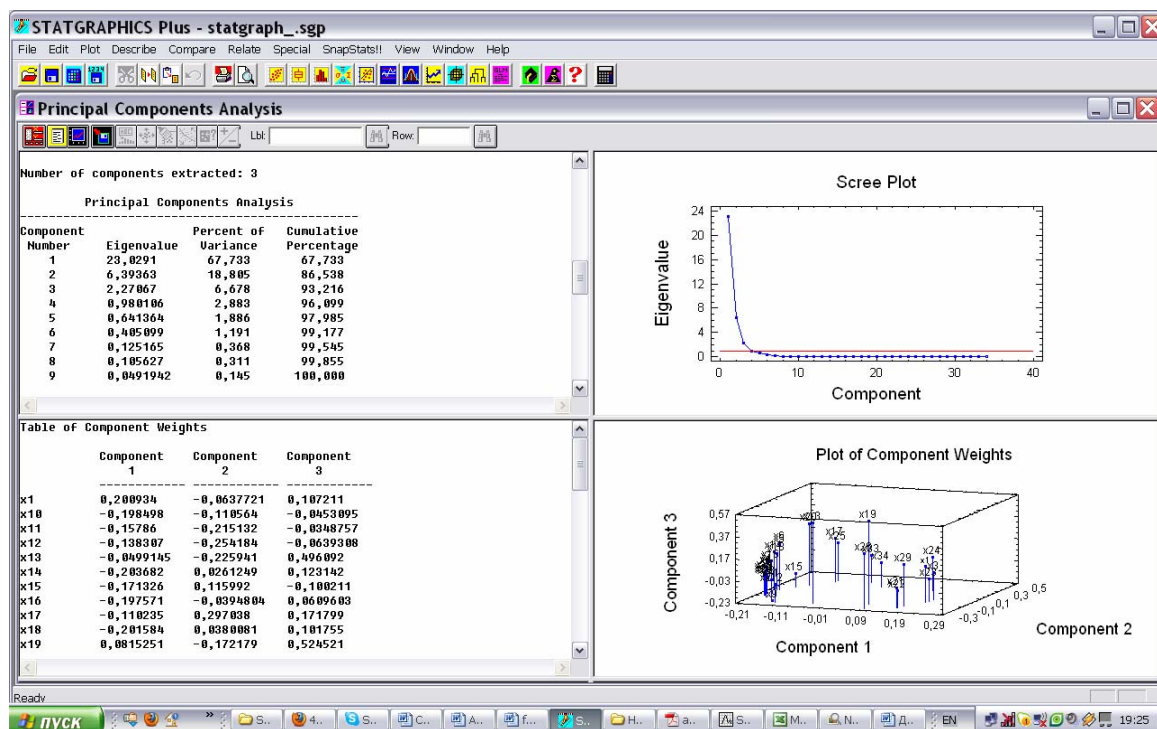 STATGRAPHICS Plus - statgraph_.sgp
File Edit Plot Describe Compare Relate Special SnapStats!! View Window Help
Principal Components Analysis
Lbl: Row:
Number of components extracted: 3
Principal Components Analysis
Component Percent of Cumulative
Number Eigenvalue Variance Percentage
1 23,0291 67,733 67,733
2 6,39363 18,805 86,538
3 2,27067 6,678 93,216
4 0,980106 2,883 96,099
5 0,641364 1,886 97,985
6 0,405099 1,191 99,177
7 0,125165 0,368 99,545
8 0,105627 0,311 99,855
9 0,0491942 0,145 100,000
Scree Plot
Eigenvalue
24
20
16
12
8
4
0
0 10 20 30 40
Component
Table of Component Weights
Component Component Component
1 2 3
x1 0,200934 -0,0637721 0,107211
x10 -0,198498 -0,110564 -0,0453095
x11 -0,15786 -0,215132 -0,0348757
x12 -0,138307 -0,254184 -0,0639308
x13 -0,0499145 -0,225941 0,496092
x14 -0,203682 0,0261249 0,123142
x15 -0,171326 0,115992 -0,100211
x16 -0,197571 -0,0394804 0,0609603
x17 -0,110235 0,297038 0,171799
x18 -0,201584 0,0380081 0,101755
x19 0,0815251 -0,172179 0,524521
Plot of Component Weights
Component 3
0,57
0,37
0,17
-0,03
-0,23
x19
x15
x25
x34
x29
x24
-0,21 -0,11 -0,01 0,09 0,19 0,29
-0,3 -0,1 0,1 0,3 0,5
Component 1
Component 2
Ready
пуск S.. 4.. S.. C.. A.. f.. S.. H.. a.. S.. M.. N.. Д.. EN 19:25